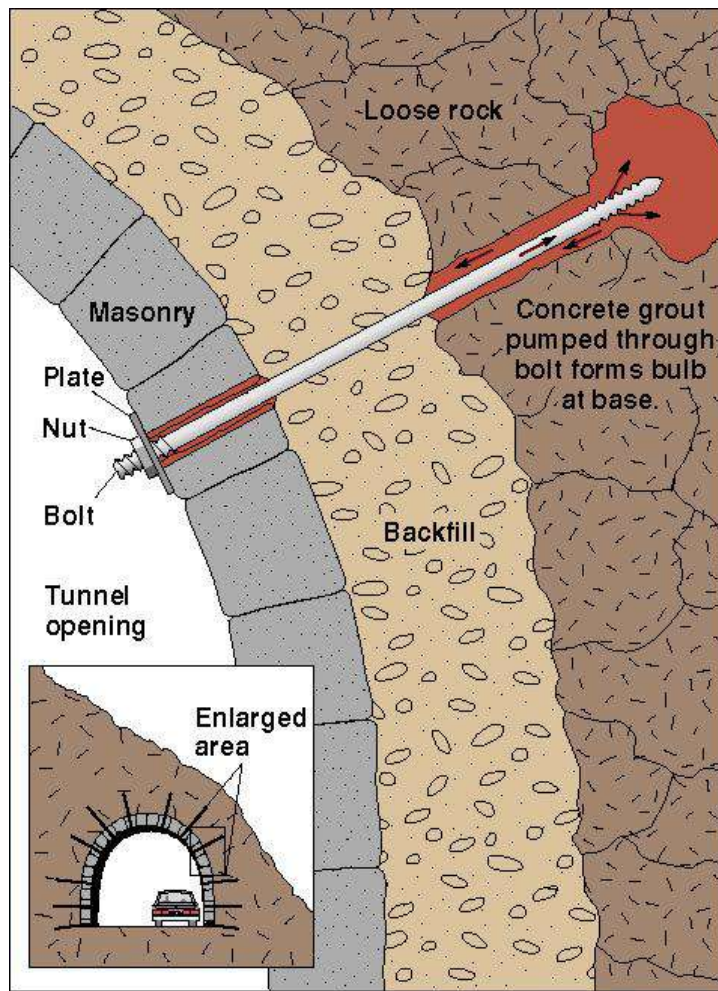 Loose rock
Masonry
Concrete grout
pumped through
bolt forms bulb
at base.
Plate
Nut
Bolt
Backfill
Tunnel
opening
Enlarged
area